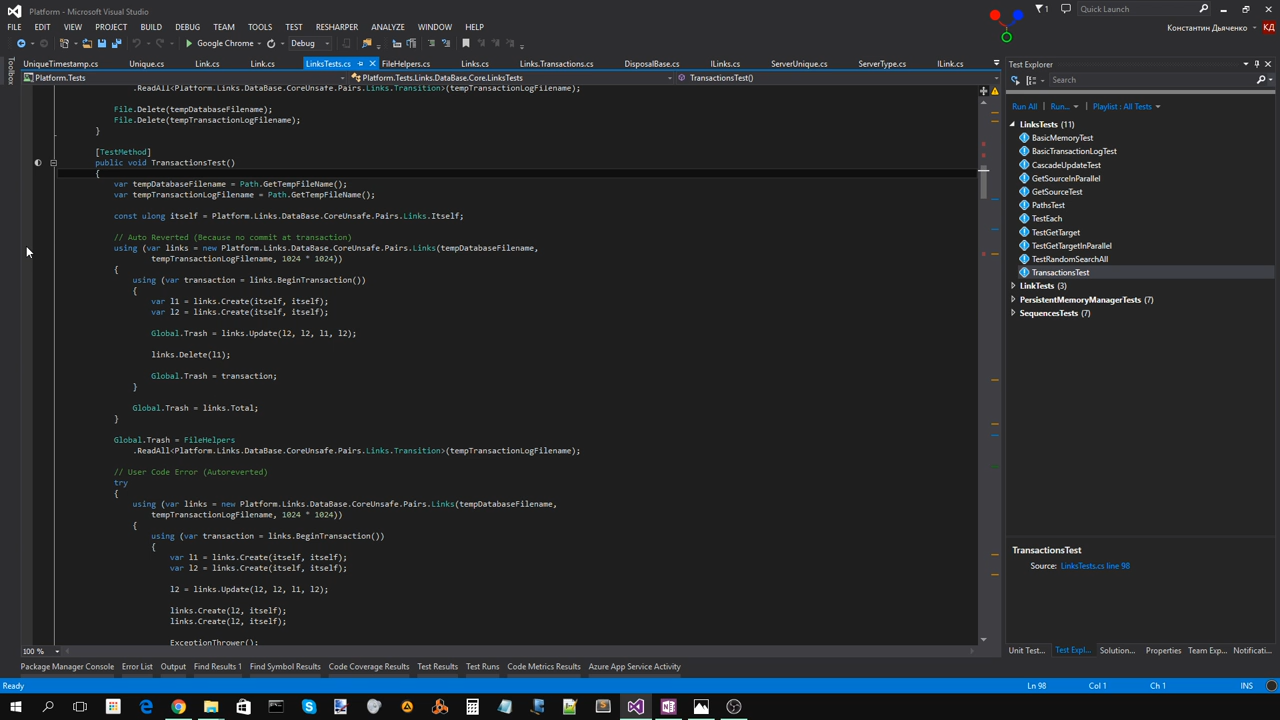 Platform - Microsoft Visual Studio
1
Quick Launch
FILE EDIT VIEW PROJECT BUILD DEBUG TEAM TOOLS TEST RESHARPER ANALYZE WINDOW HELP
Константин Дьяченко КД
Google Chrome Debug
Toolbox
UniqueTimestamp.cs Unique.cs Link.cs Link.cs LinksTests.cs FileHelpers.cs Links.cs Links.Transactions.cs DisposalBase.cs ILinks.cs ServerUnique.cs ServerType.cs ILink.cs
Platform.Tests Platform.Tests.Links.DataBase.Core.LinksTests TransactionsTest()
.ReadAll<Platform.Links.DataBase.CoreUnsafe.Pairs.Links.Transition>(tempTransactionLogFilename);
File.Delete(tempDatabaseFilename);
File.Delete(tempTransactionLogFilename);
}
[TestMethod]
public void TransactionsTest()
{
var tempDatabaseFilename = Path.GetTempFileName();
var tempTransactionLogFilename = Path.GetTempFileName();
const ulong itself = Platform.Links.DataBase.CoreUnsafe.Pairs.Links.Itself;
// Auto Reverted (Because no commit at transaction)
using (var links = new Platform.Links.DataBase.CoreUnsafe.Pairs.Links(tempDatabaseFilename,
tempTransactionLogFilename, 1024 * 1024))
{
using (var transaction = links.BeginTransaction())
{
var l1 = links.Create(itself, itself);
var l2 = links.Create(itself, itself);
Global.Trash = links.Update(l2, l2, l1, l2);
links.Delete(l1);
Global.Trash = transaction;
}
Global.Trash = links.Total;
}
Global.Trash = FileHelpers
.ReadAll<Platform.Links.DataBase.CoreUnsafe.Pairs.Links.Transition>(tempTransactionLogFilename);
// User Code Error (Autoreverted)
try
{
using (var links = new Platform.Links.DataBase.CoreUnsafe.Pairs.Links(tempDatabaseFilename,
tempTransactionLogFilename, 1024 * 1024))
{
using (var transaction = links.BeginTransaction())
{
var l1 = links.Create(itself, itself);
var l2 = links.Create(itself, itself);
l2 = links.Update(l2, l2, l1, l2);
links.Create(l2, itself);
links.Create(l2, itself);
ExceptionThrower();
100 %
Test Explorer
Search
Run All Run... Playlist : All Tests
LinksTests (11)
BasicMemoryTest
BasicTransactionLogTest
CascadeUpdateTest
GetSourceInParallel
GetSourceTest
PathsTest
TestEach
TestGetTarget
TestGetTargetInParallel
TestRandomSearchAll
TransactionsTest
LinkTests (3)
PersistentMemoryManagerTests (7)
SequencesTests (7)
TransactionsTest
Source: LinksTests.cs line 98
Unit Test... Test Expl... Solution... Properties Team Exp... Notificati...
Package Manager Console Error List Output Find Results 1 Find Symbol Results Code Coverage Results Test Results Test Runs Code Metrics Results Azure App Service Activity
Ready Ln 98 Col 1 Ch 1 INS